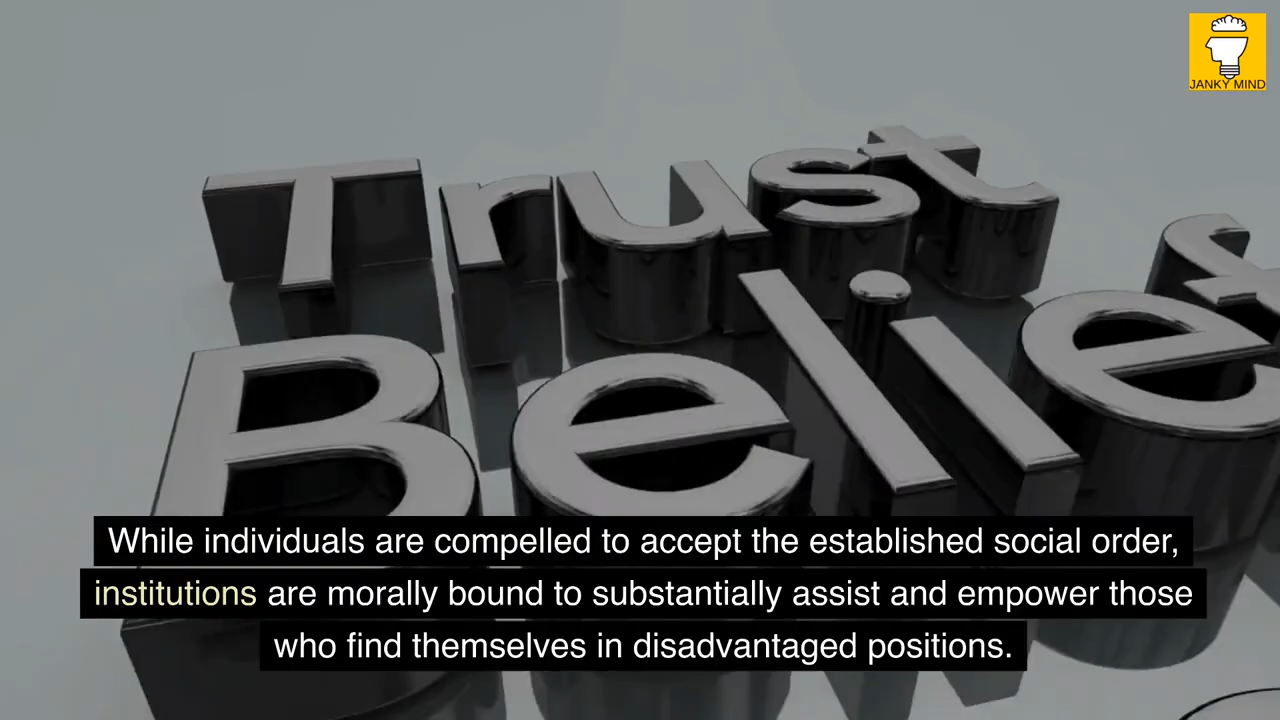 JANKY MIND
Trust
Belief
While individuals are compelled to accept the established social order,
institutions are morally bound to substantially assist and empower those
who find themselves in disadvantaged positions.